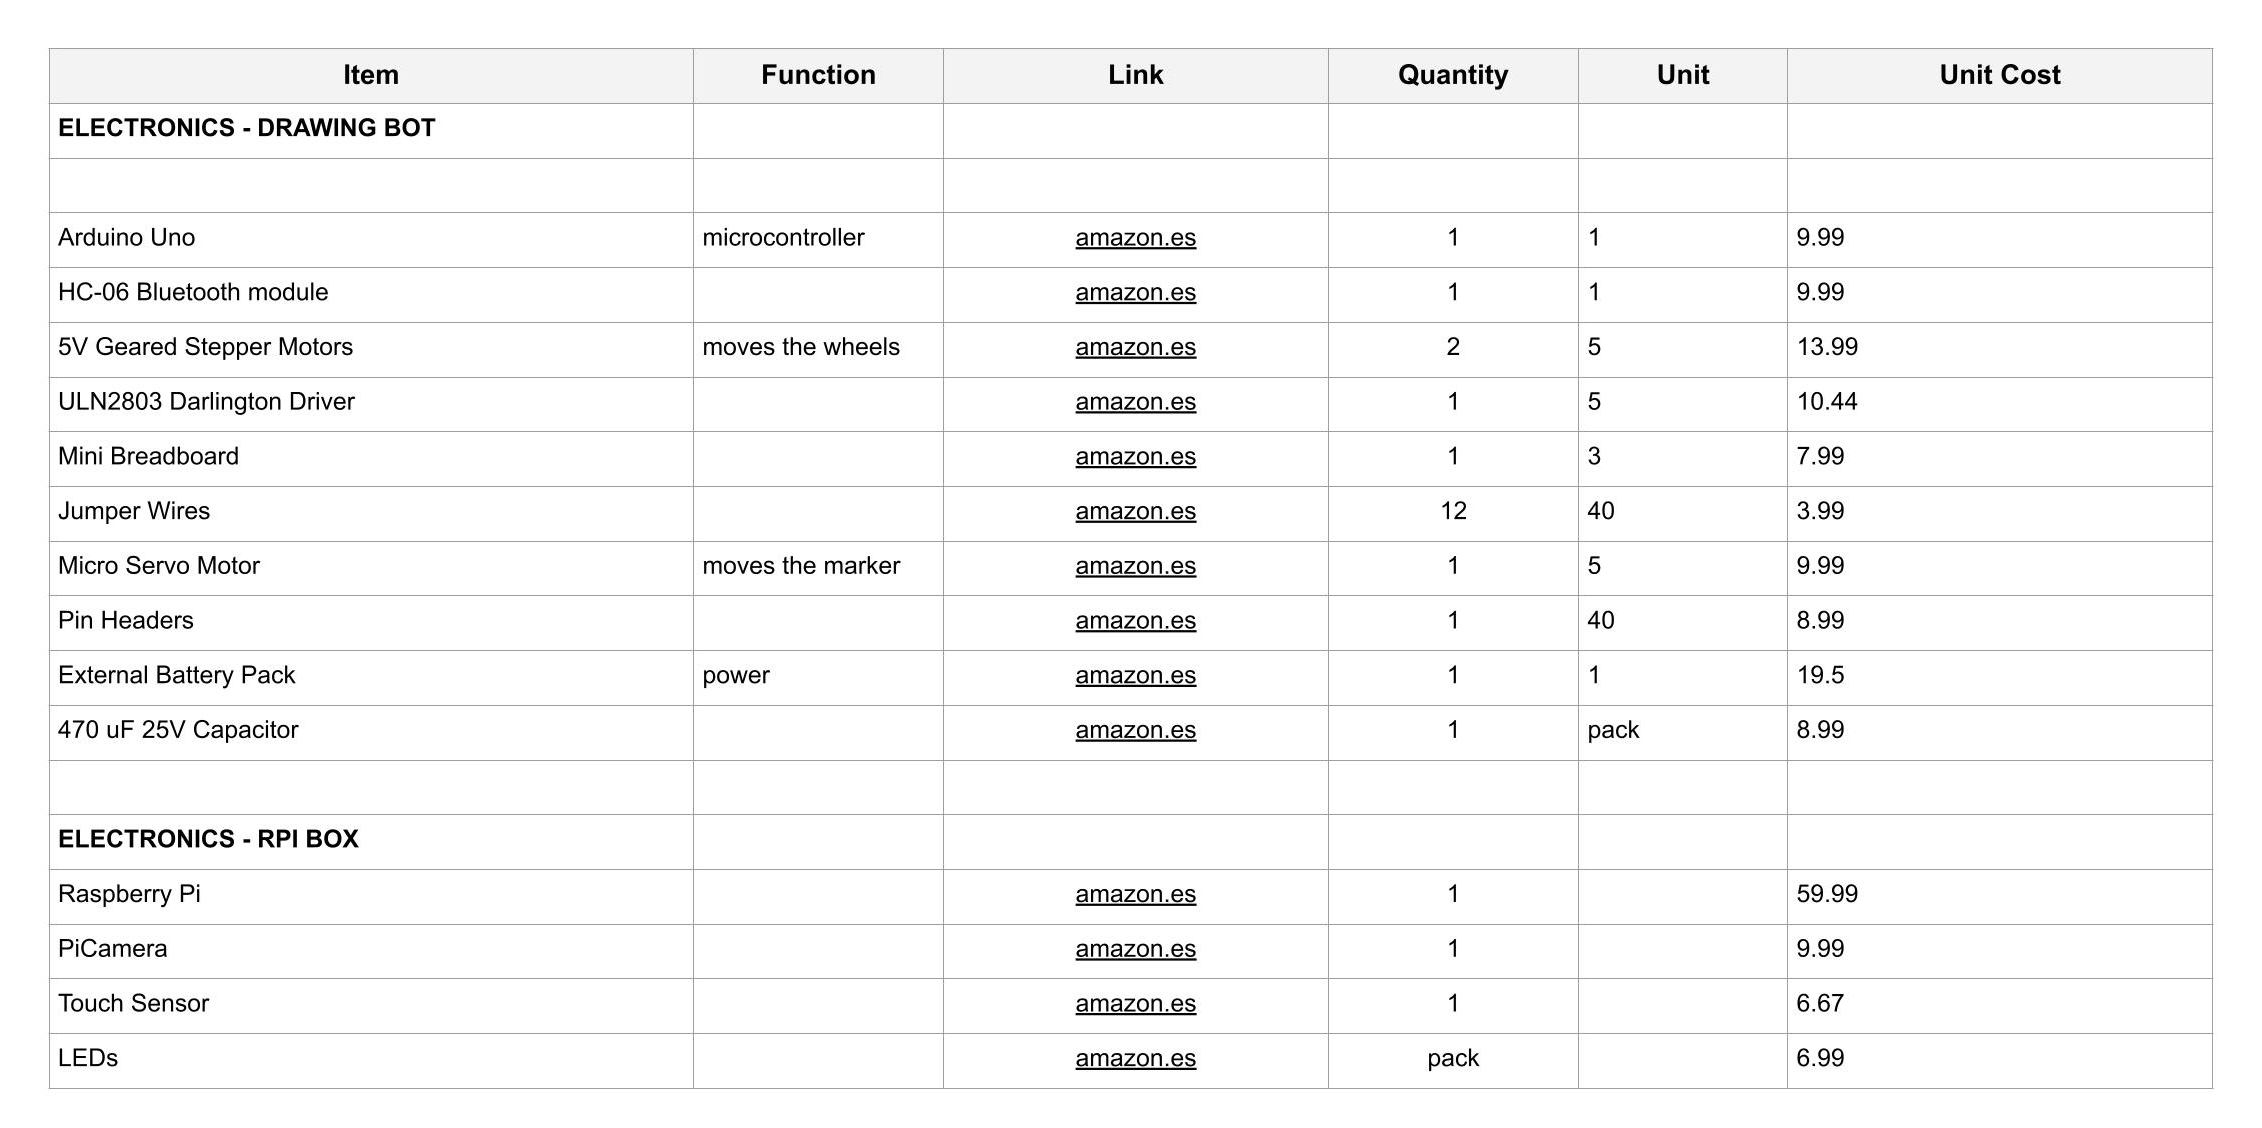 Item Function Link Quantity Unit Unit Cost
ELECTRONICS - DRAWING BOT
Arduino Uno microcontroller amazon.es 1 1 9.99
HC-06 Bluetooth module amazon.es 1 1 9.99
5V Geared Stepper Motors moves the wheels amazon.es 2 5 13.99
ULN2803 Darlington Driver amazon.es 1 5 10.44
Mini Breadboard amazon.es 1 3 7.99
Jumper Wires amazon.es 12 40 3.99
Micro Servo Motor moves the marker amazon.es 1 5 9.99
Pin Headers amazon.es 1 40 8.99
External Battery Pack power amazon.es 1 1 19.5
470 uF 25V Capacitor amazon.es 1 pack 8.99
ELECTRONICS - RPI BOX
Raspberry Pi amazon.es 1 59.99
PiCamera amazon.es 1 9.99
Touch Sensor amazon.es 1 6.67
LEDs amazon.es pack 6.99